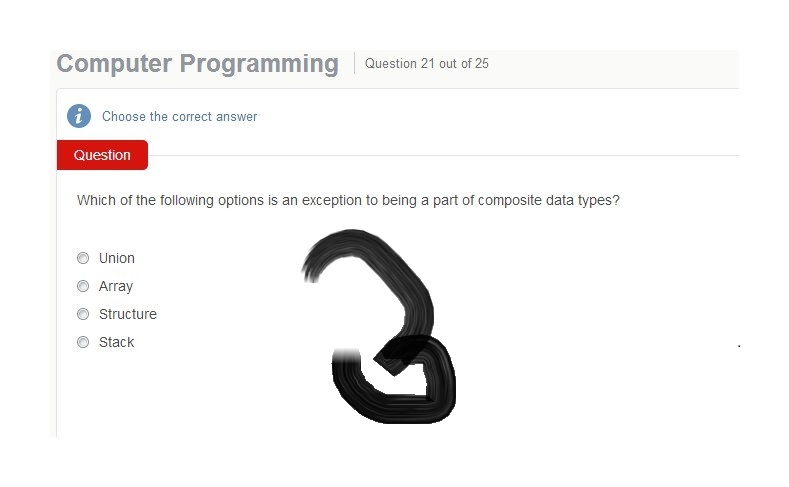 Computer Programming
Question 21 out of 25
i
Choose the correct answer
Question
Which of the following options is an exception to being a part of composite data types?
Union
Array
Structure
Stack